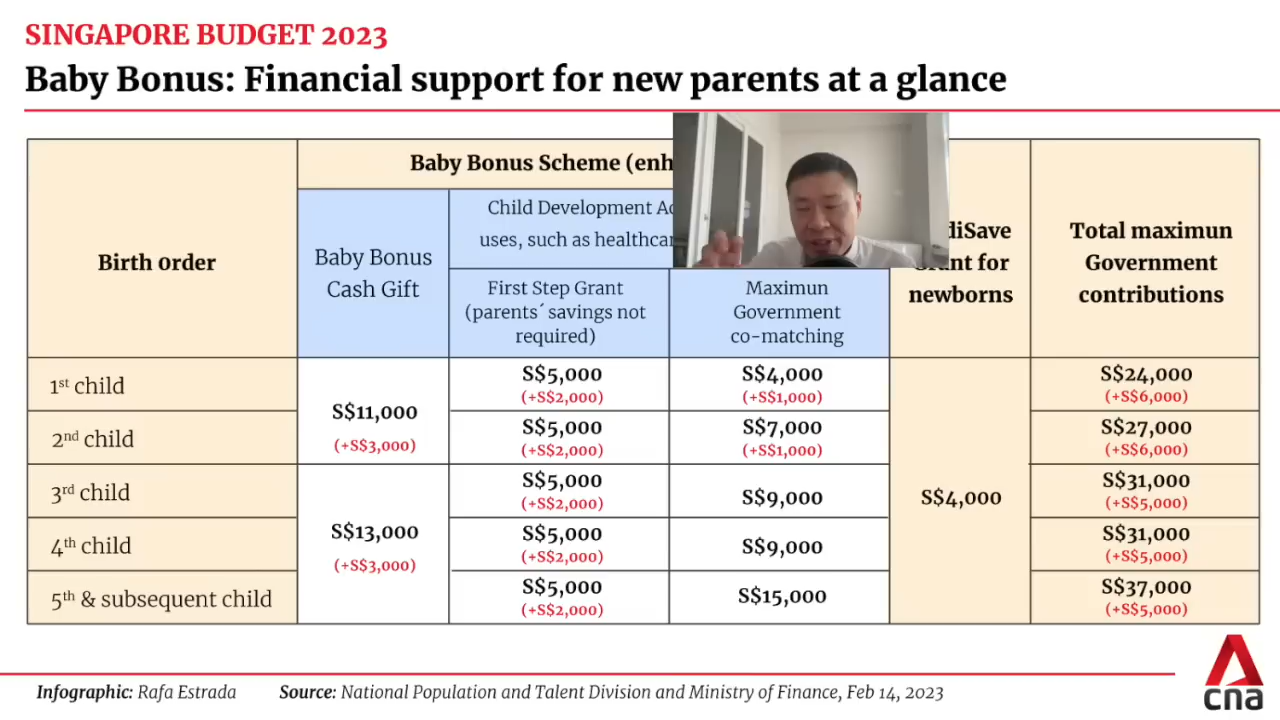 SINGAPORE BUDGET 2023
Baby Bonus: Financial support for new parents at a glance
Birth order
Baby Bonus Scheme
Baby Bonus
Cash Gift
Child Development
uses, such as
First Step Grant
(parents´ savings not
required)
Maximun
Government
co-matching
for
newborns
Total maximun
Government
contributions
1st child
S$11,000
(+S$3,000)
S$5,000
(+S$2,000)
S$4,000
(+S$1,000)
S$4,000
S$24,000
(+S$6,000)
2nd child
S$5,000
(+S$2,000)
S$7,000
(+S$1,000)
S$27,000
(+S$6,000)
3rd child
S$13,000
(+S$3,000)
S$5,000
(+S$2,000)
S$9,000
S$31,000
(+S$5,000)
4th child
S$5,000
(+S$2,000)
S$9,000
S$31,000
(+S$5,000)
5th & subsequent child
S$5,000
(+S$2,000)
S$15,000
S$37,000
(+S$5,000)
Infographic: Rafa Estrada
Source: National Population and Talent Division and Ministry of Finance, Feb 14, 2023
cna